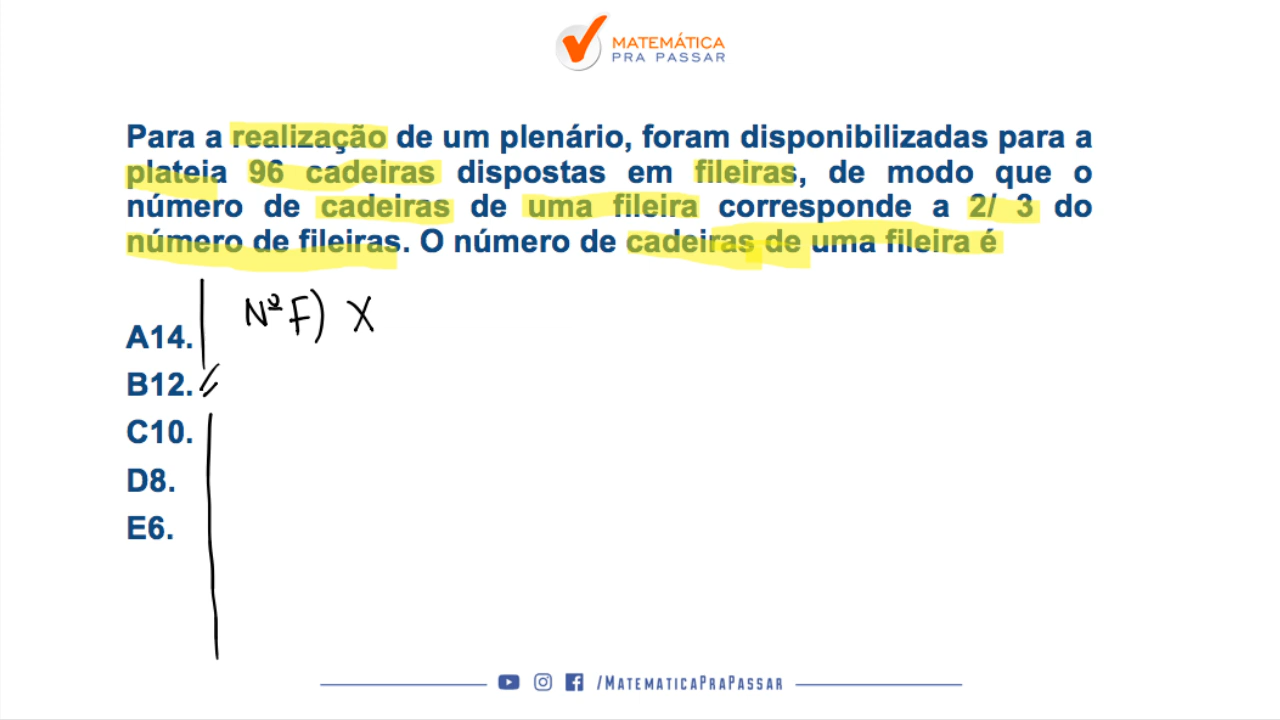 MATEMÁTICA
PRA PASSAR
Para a realização de um plenário, foram disponibilizadas para a
plateia 96 cadeiras dispostas em fileiras, de modo que o
número de cadeiras de uma fileira corresponde a 2/ 3 do
número de fileiras. O número de cadeiras de uma fileira é
Nº F) X
A14.
B12.
C10.
D8.
E6.
/MATEMATICAPRAPASSAR